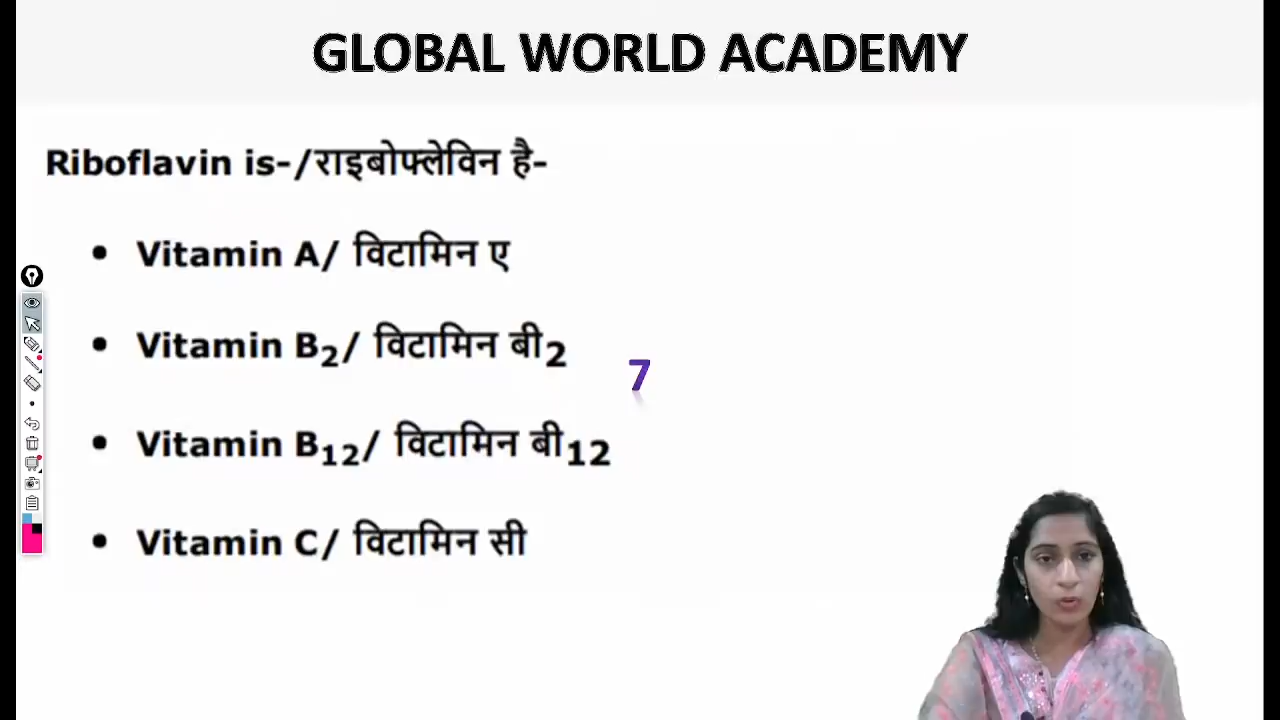 GLOBAL WORLD ACADEMY
Riboflavin is-/राइबोफ्लेविन है-
• Vitamin A/ विटामिन ए
• Vitamin B₂/ विटामिन बी₂
7
• Vitamin B₁₂/ विटामिन बी₁₂
• Vitamin C/ विटामिन सी